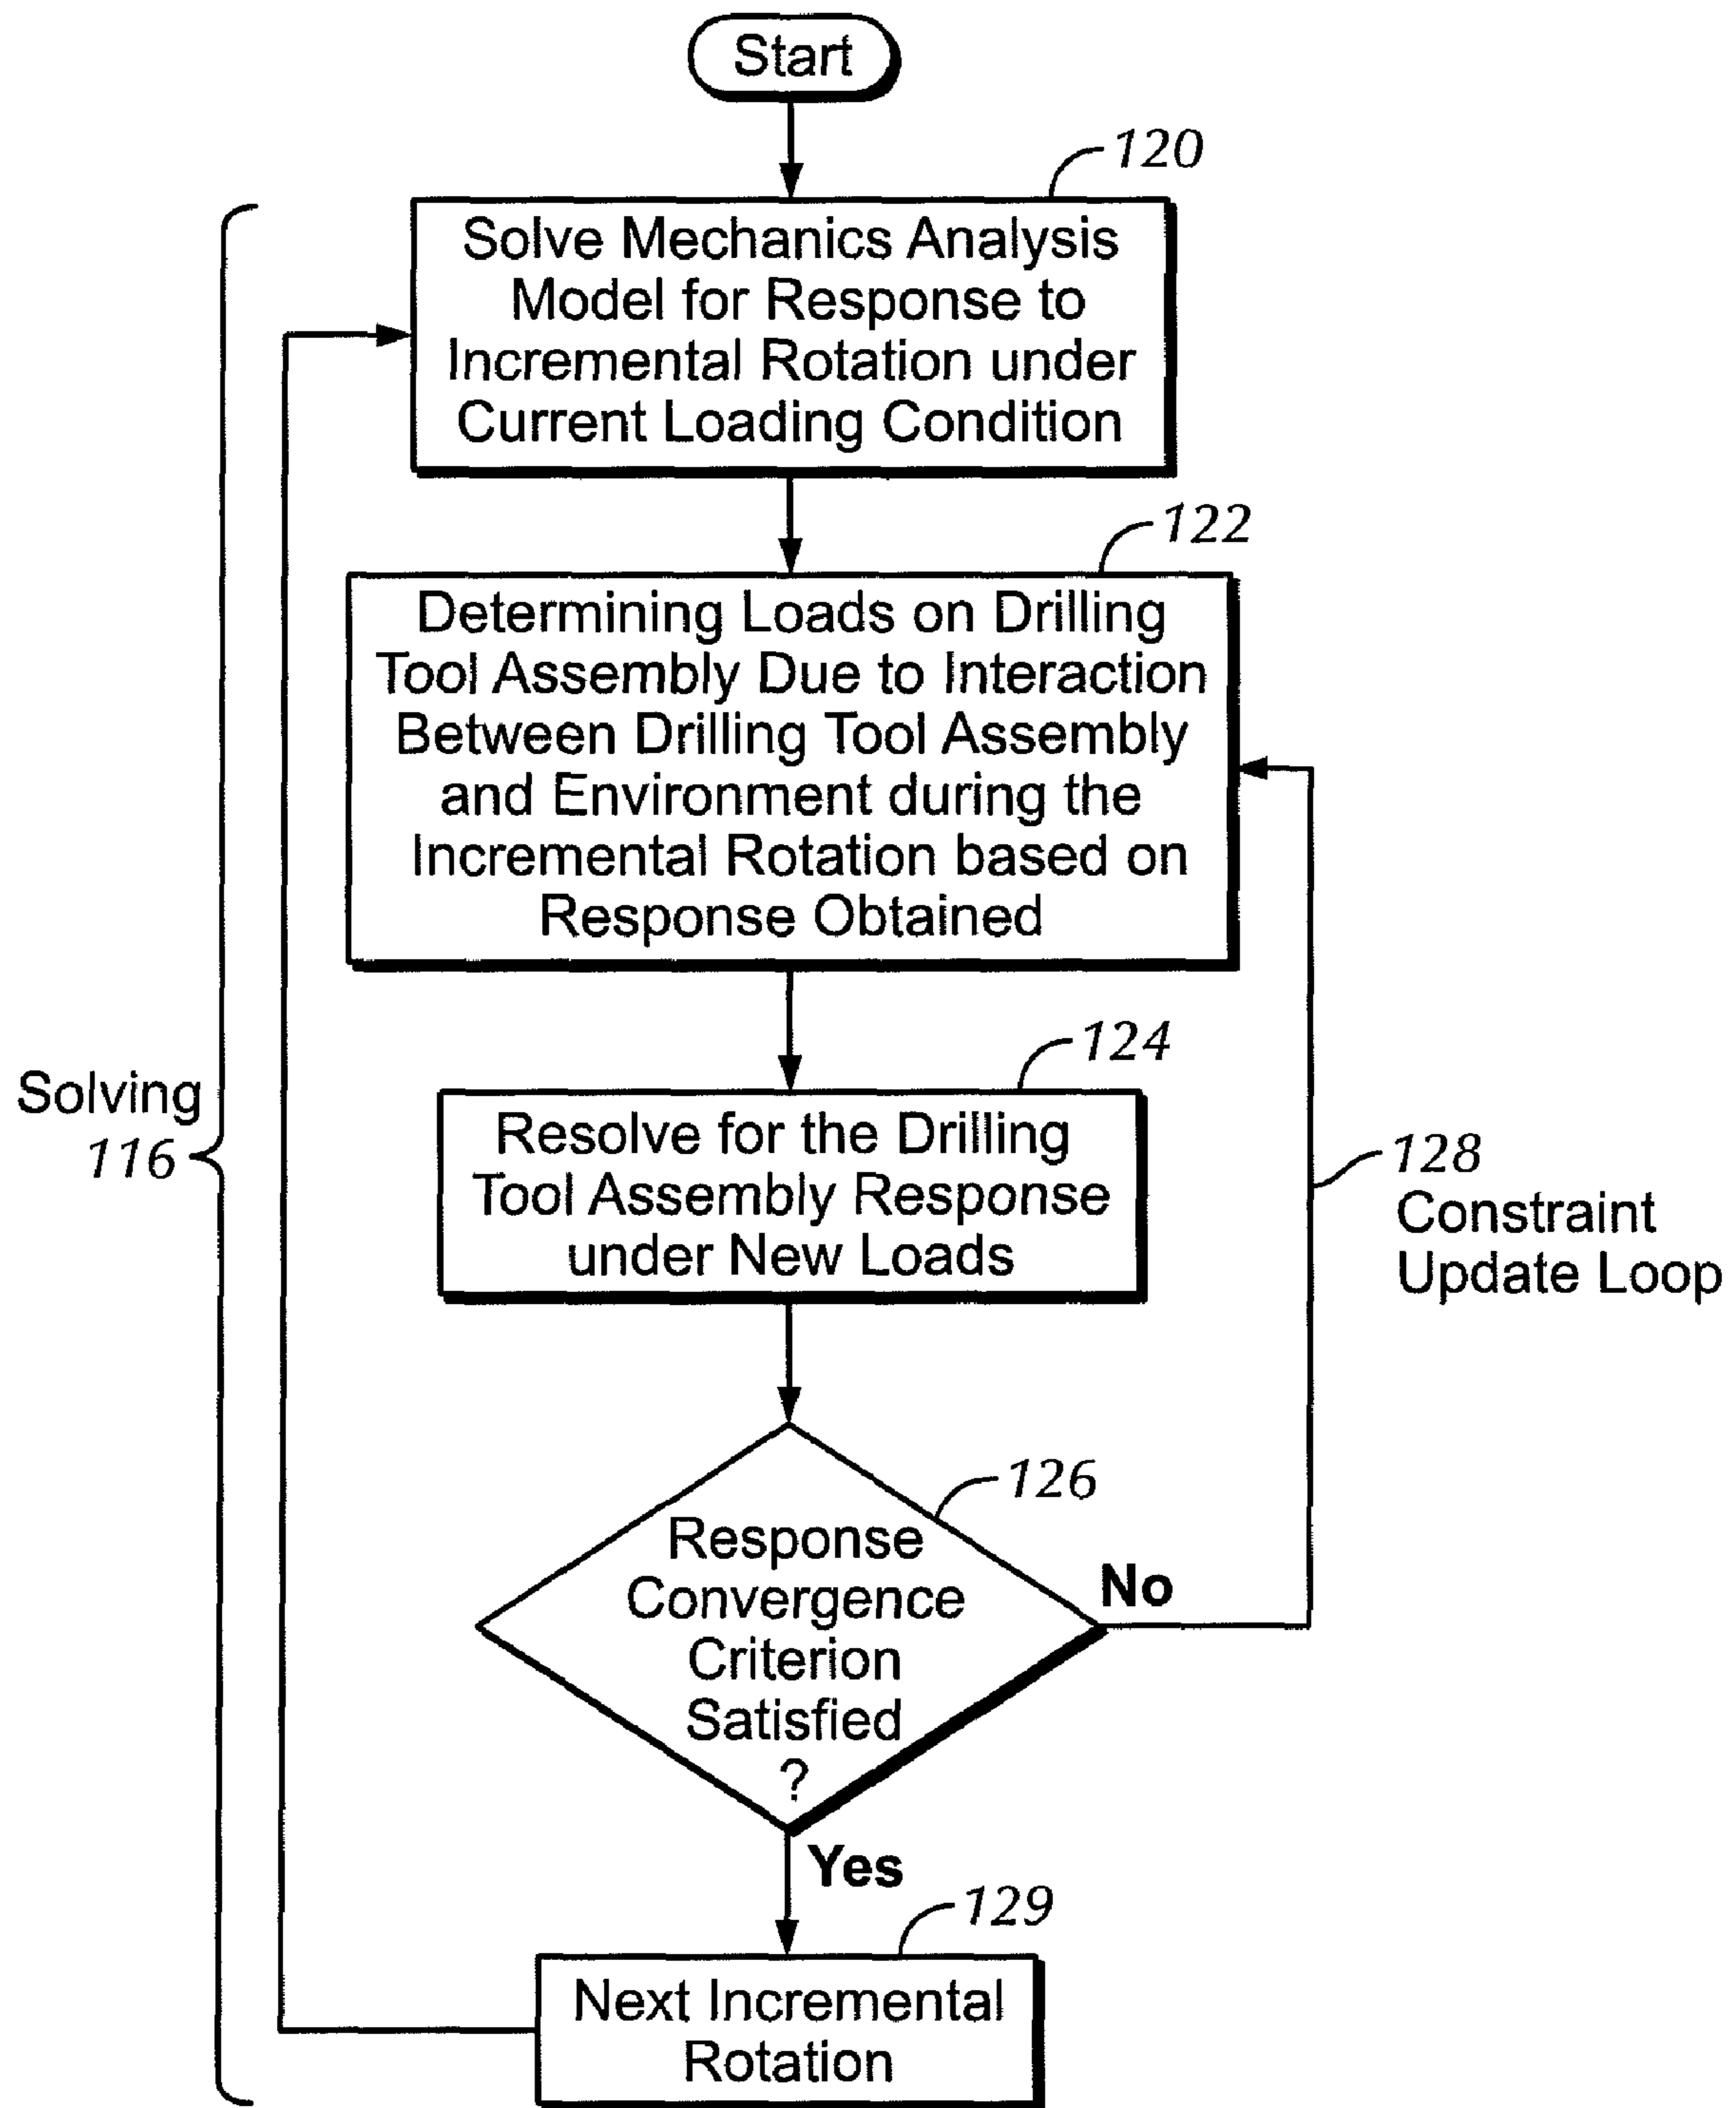 Start
120
Solve Mechanics Analysis
Model for Response to
Incremental Rotation under
Current Loading Condition
122
Determining Loads on Drilling
Tool Assembly Due to Interaction
Between Drilling Tool Assembly
and Environment during the
Incremental Rotation based on
Response Obtained
124
Resolve for the Drilling
Tool Assembly Response
under New Loads
Solving
116
128
Constraint
Update Loop
126
Response
Convergence
Criterion
Satisfied
?
No
Yes
129
Next Incremental
Rotation